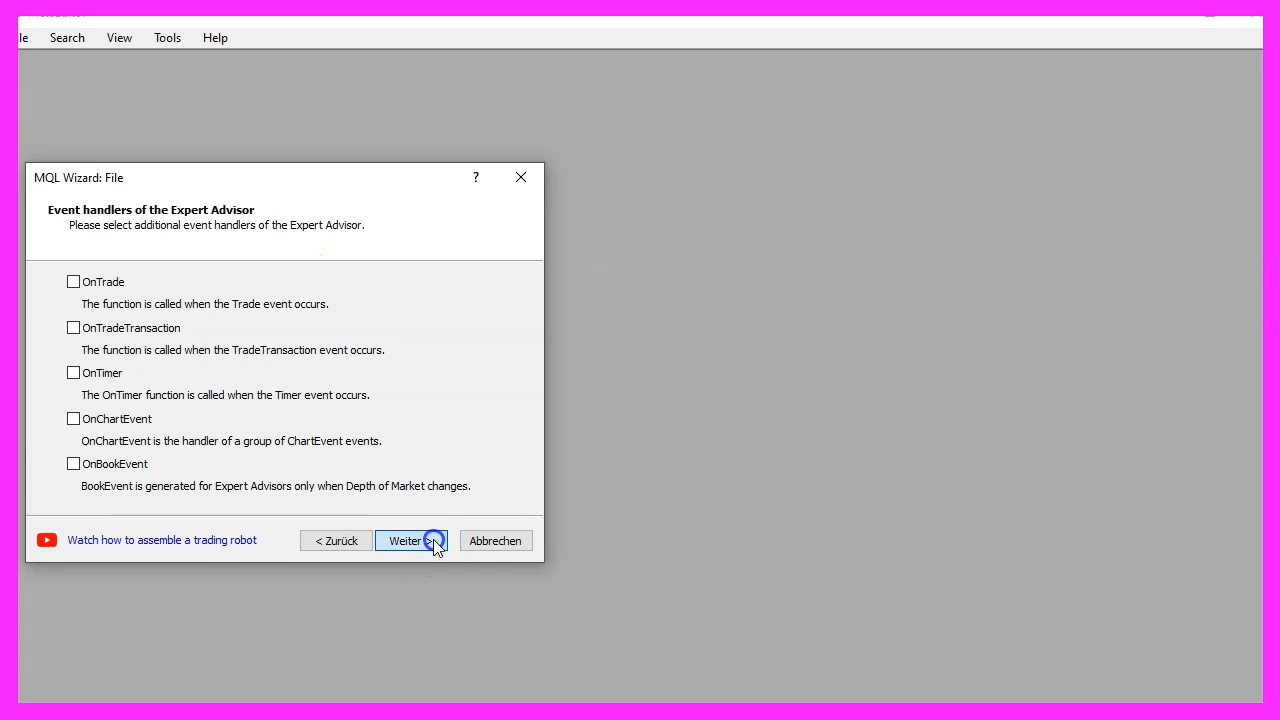 le Search View Tools Help
MQL Wizard: File ?
Event handlers of the Expert Advisor
Please select additional event handlers of the Expert Advisor.
OnTrade
The function is called when the Trade event occurs.
OnTradeTransaction
The function is called when the TradeTransaction event occurs.
OnTimer
The OnTimer function is called when the Timer event occurs.
OnChartEvent
OnChartEvent is the handler of a group of ChartEvent events.
OnBookEvent
BookEvent is generated for Expert Advisors only when Depth of Market changes.
Watch how to assemble a trading robot < Zurück Weiter > Abbrechen